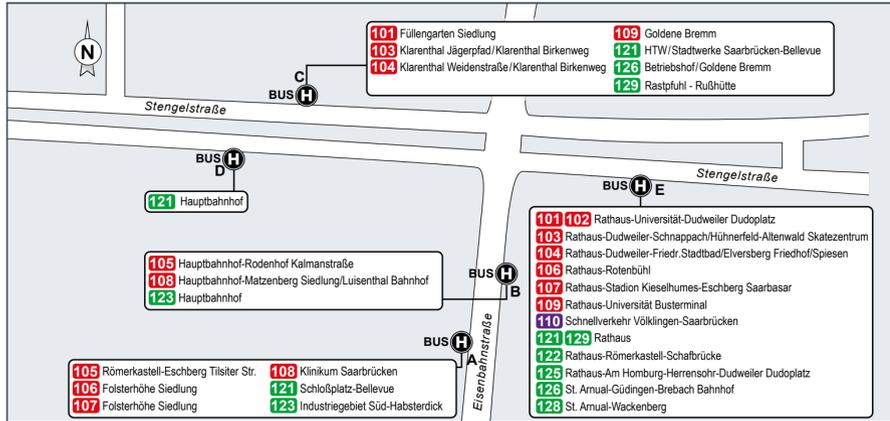 N
101 Füllengarten Siedlung
103 Klarenthal Jägerpfad/Klarenthal Birkenweg
104 Klarenthal Weidenstraße/Klarenthal Birkenweg
109 Goldene Bremm
121 HTW/Stadtwerke Saarbrücken-Bellevue
126 Betriebshof/Goldene Bremm
129 Rastpfuhl - Rußhütte
C
BUS H
Stengelstraße
BUS H
D
121 Hauptbahnhof
Stengelstraße
BUS H E
101 102 Rathaus-Universität-Dudweiler Dudoplatz
103 Rathaus-Dudweiler-Schnappach/Hühnerfeld-Altenwald Skatezentrum
104 Rathaus-Dudweiler-Friedr.Stadtbad/Elversberg Friedhof/Spiesen
106 Rathaus-Rotenbühl
107 Rathaus-Stadion Kieselhumes-Eschberg Saarbasar
109 Rathaus-Universität Busterminal
110 Schnellverkehr Völklingen-Saarbrücken
121 129 Rathaus
122 Rathaus-Römerkastell-Schafbrücke
125 Rathaus-Am Homburg-Herrensohr-Dudweiler Dudoplatz
126 St. Arnual-Güdingen-Brebach Bahnhof
128 St. Arnual-Wackenberg
105 Hauptbahnhof-Rodenhof Kalmanstraße
108 Hauptbahnhof-Matzenberg Siedlung/Luisenthal Bahnhof
123 Hauptbahnhof
BUS H
B
BUS H
A
Eisenbahnstraße
105 Römerkastell-Eschberg Tilsiter Str.
106 Folsterhöhe Siedlung
107 Folsterhöhe Siedlung
108 Klinikum Saarbrücken
121 Schloßplatz-Bellevue
123 Industriegebiet Süd-Habsterdick